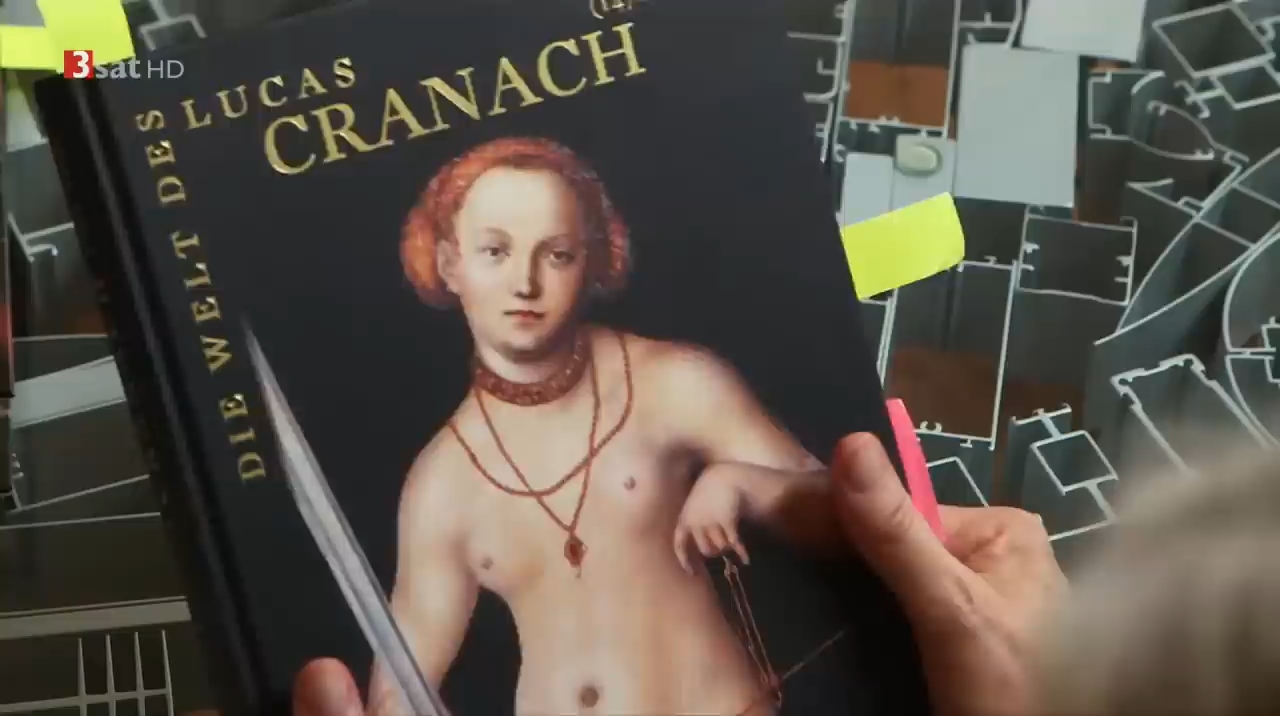 3sat HD
LUCAS
CRANACH
DIE WELT DES